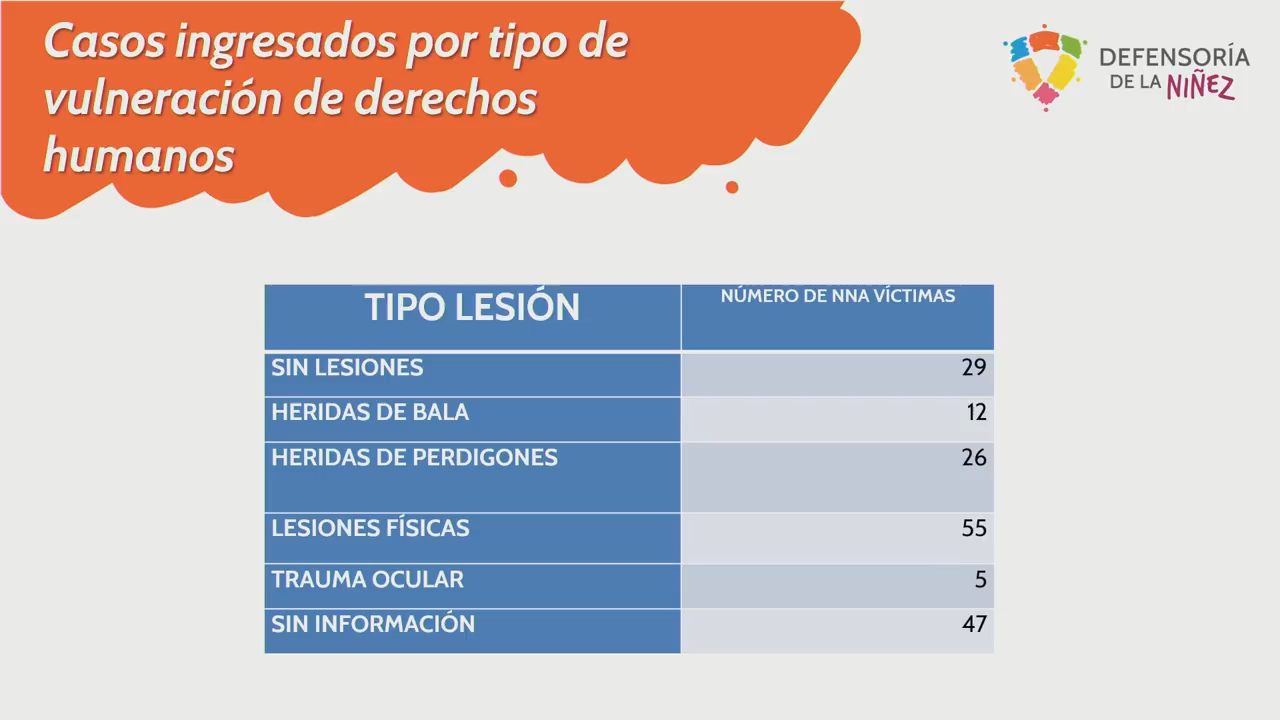 Casos ingresados por tipo de
vulneración de derechos
humanos
DEFENSORÍA
DE LA NIÑEZ
TIPO LESIÓN NÚMERO DE NNA VÍCTIMAS
SIN LESIONES 29
HERIDAS DE BALA 12
HERIDAS DE PERDIGONES 26
LESIONES FÍSICAS 55
TRAUMA OCULAR 5
SIN INFORMACIÓN 47